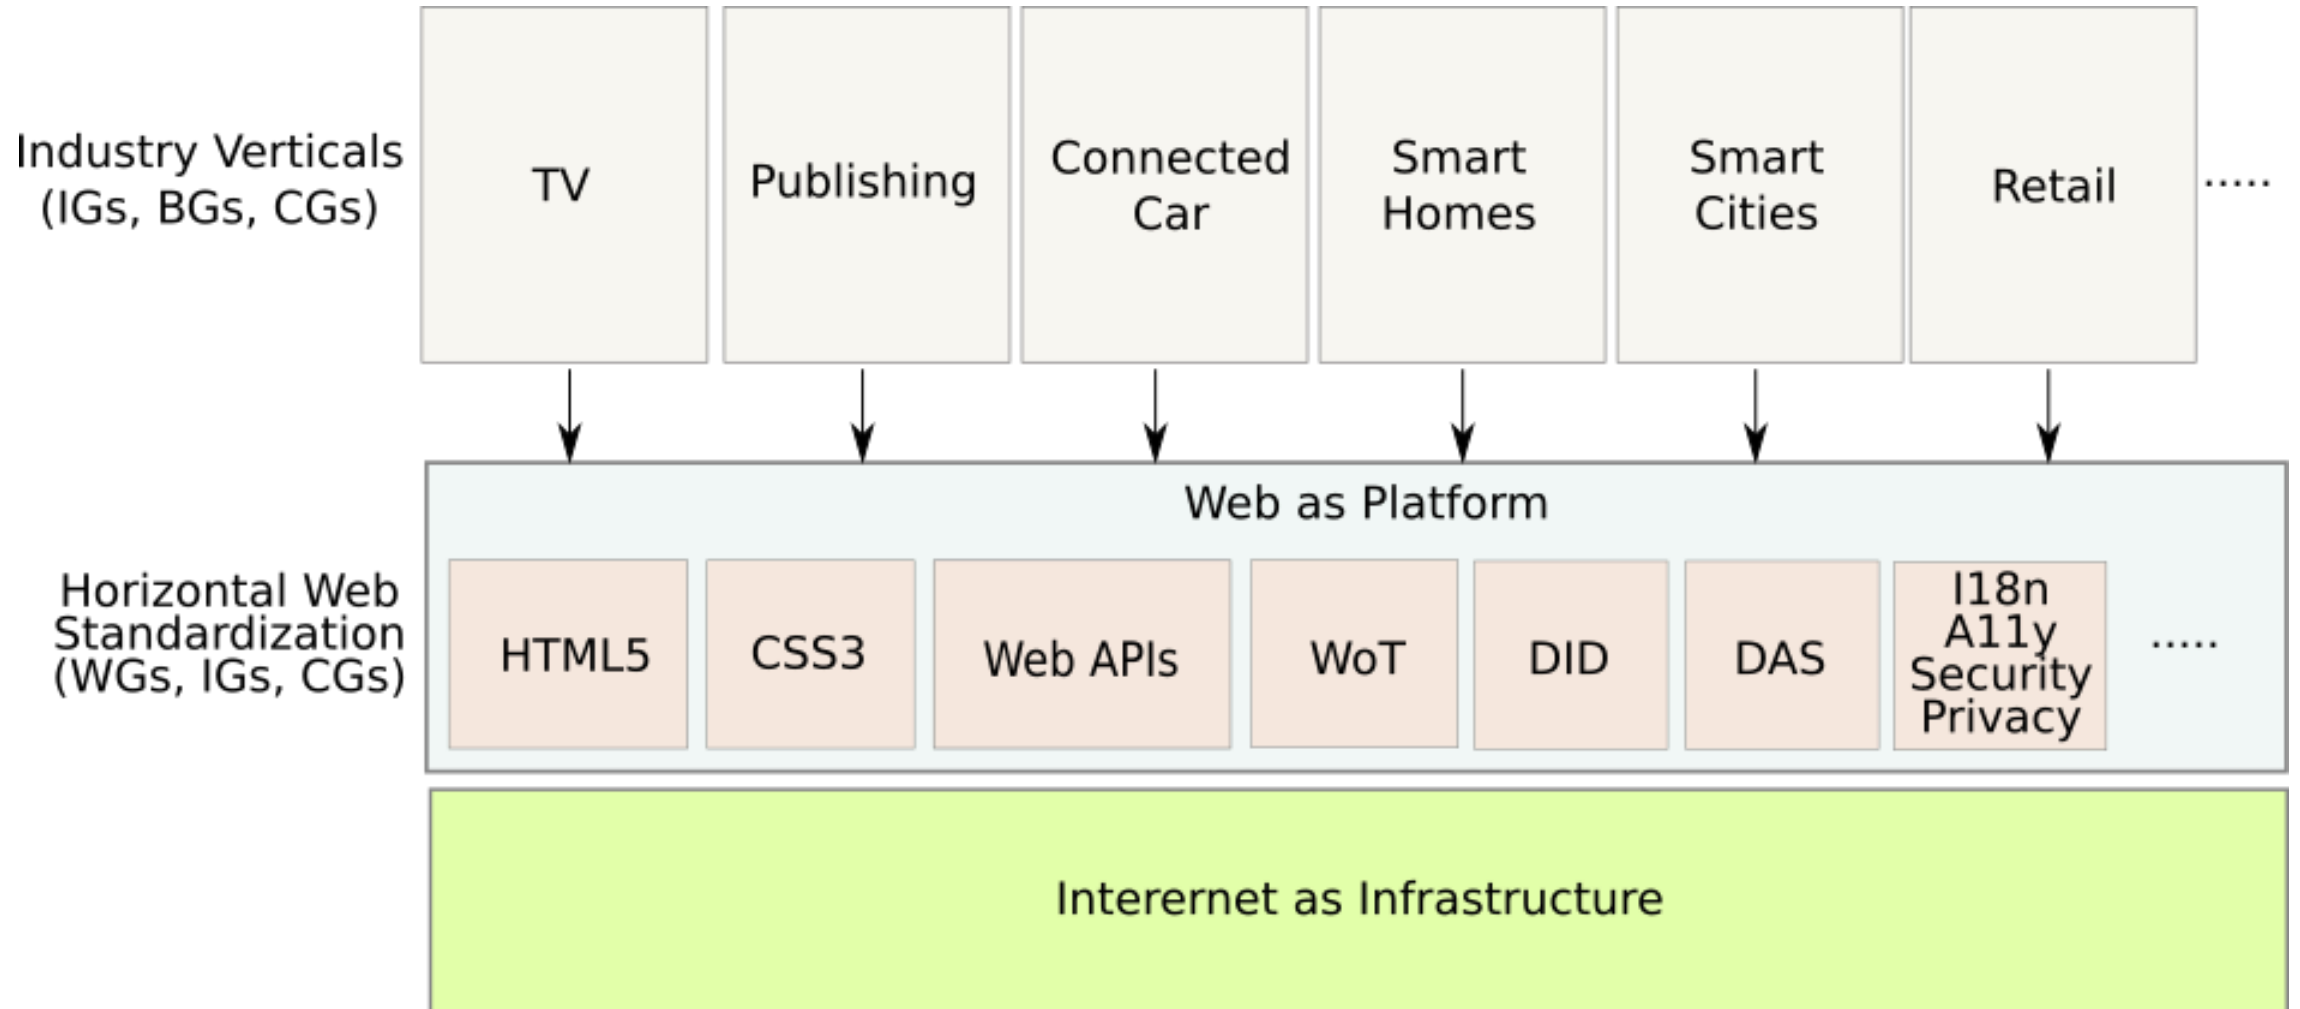 Industry Verticals
(IGs, BGs, CGs)
TV
Publishing
Connected
Car
Smart
Homes
Smart
Cities
Retail
.....
Web as Platform
Horizontal Web
Standardization
(WGs, IGs, CGs)
HTML5
CSS3
Web APIs
WoT
DID
DAS
I18n
A11y
Security
Privacy
.....
Interernet as Infrastructure